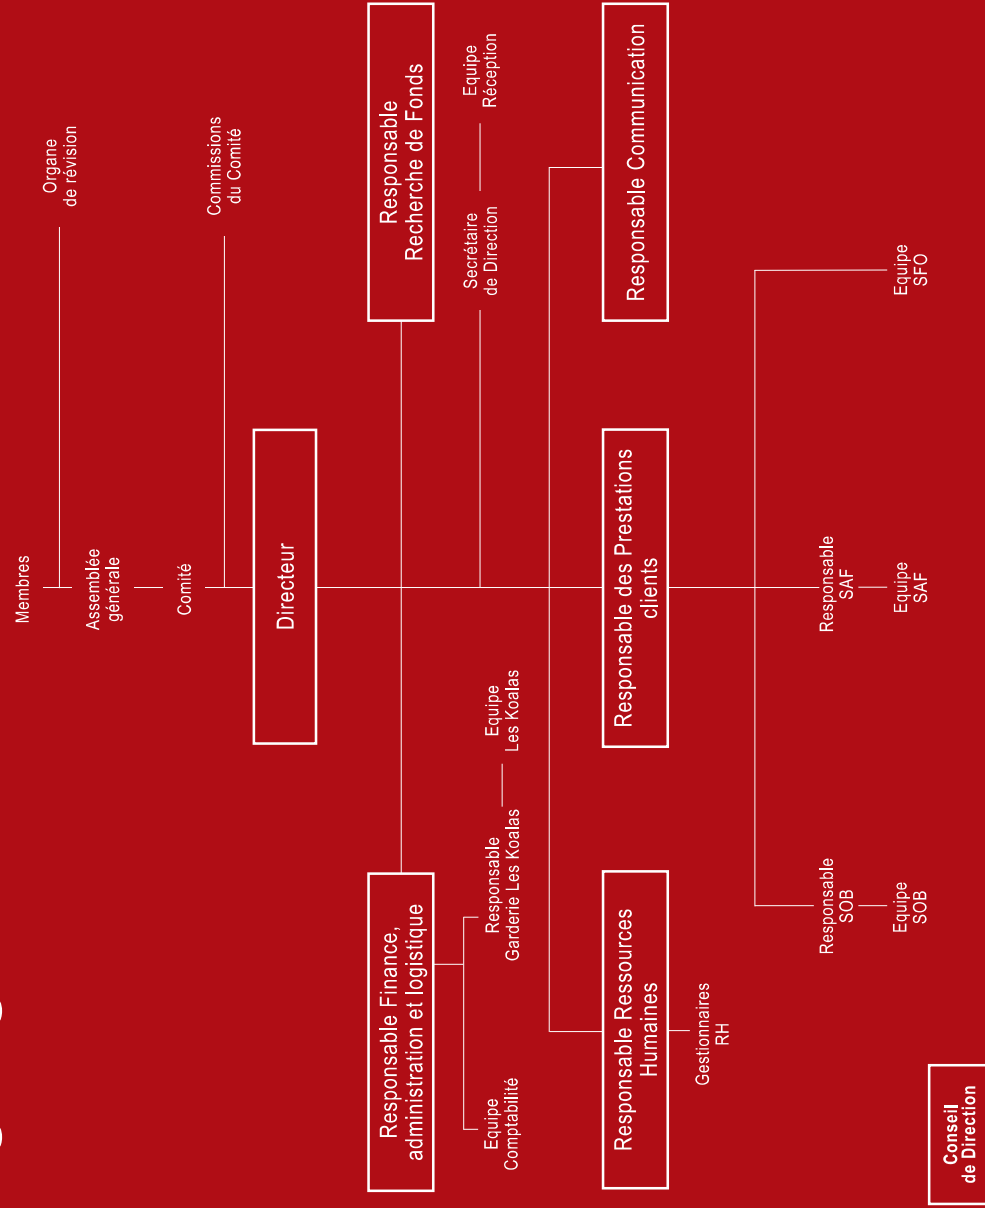 Membres
Organe
de révision
Assemblée
générale
Commissions
du Comité
Comité
Directeur
Responsable Finance,
administration et logistique
Responsable
Recherche de Fonds
Equipe
Comptabilité
Responsable
Garderie Les Koalas
Equipe
Les Koalas
Secrétaire
de Direction
Equipe
Réception
Responsable Ressources
Humaines
Responsable des Prestations
clients
Responsable Communication
Gestionnaires
RH
Responsable
SOB
Responsable
SAF
Equipe
SOB
Equipe
SAF
Equipe
SFO
Conseil
de Direction